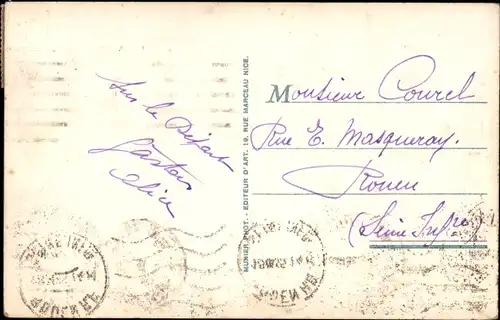 Sur le Départ
Gaston
Alice
MUNIER PHOT. - EDITEUR D'ART. 19, RUE MARCEAU NICE.
Monsieur Courel
Rue E. Masqueray.
Rouen
(Seine Infre)